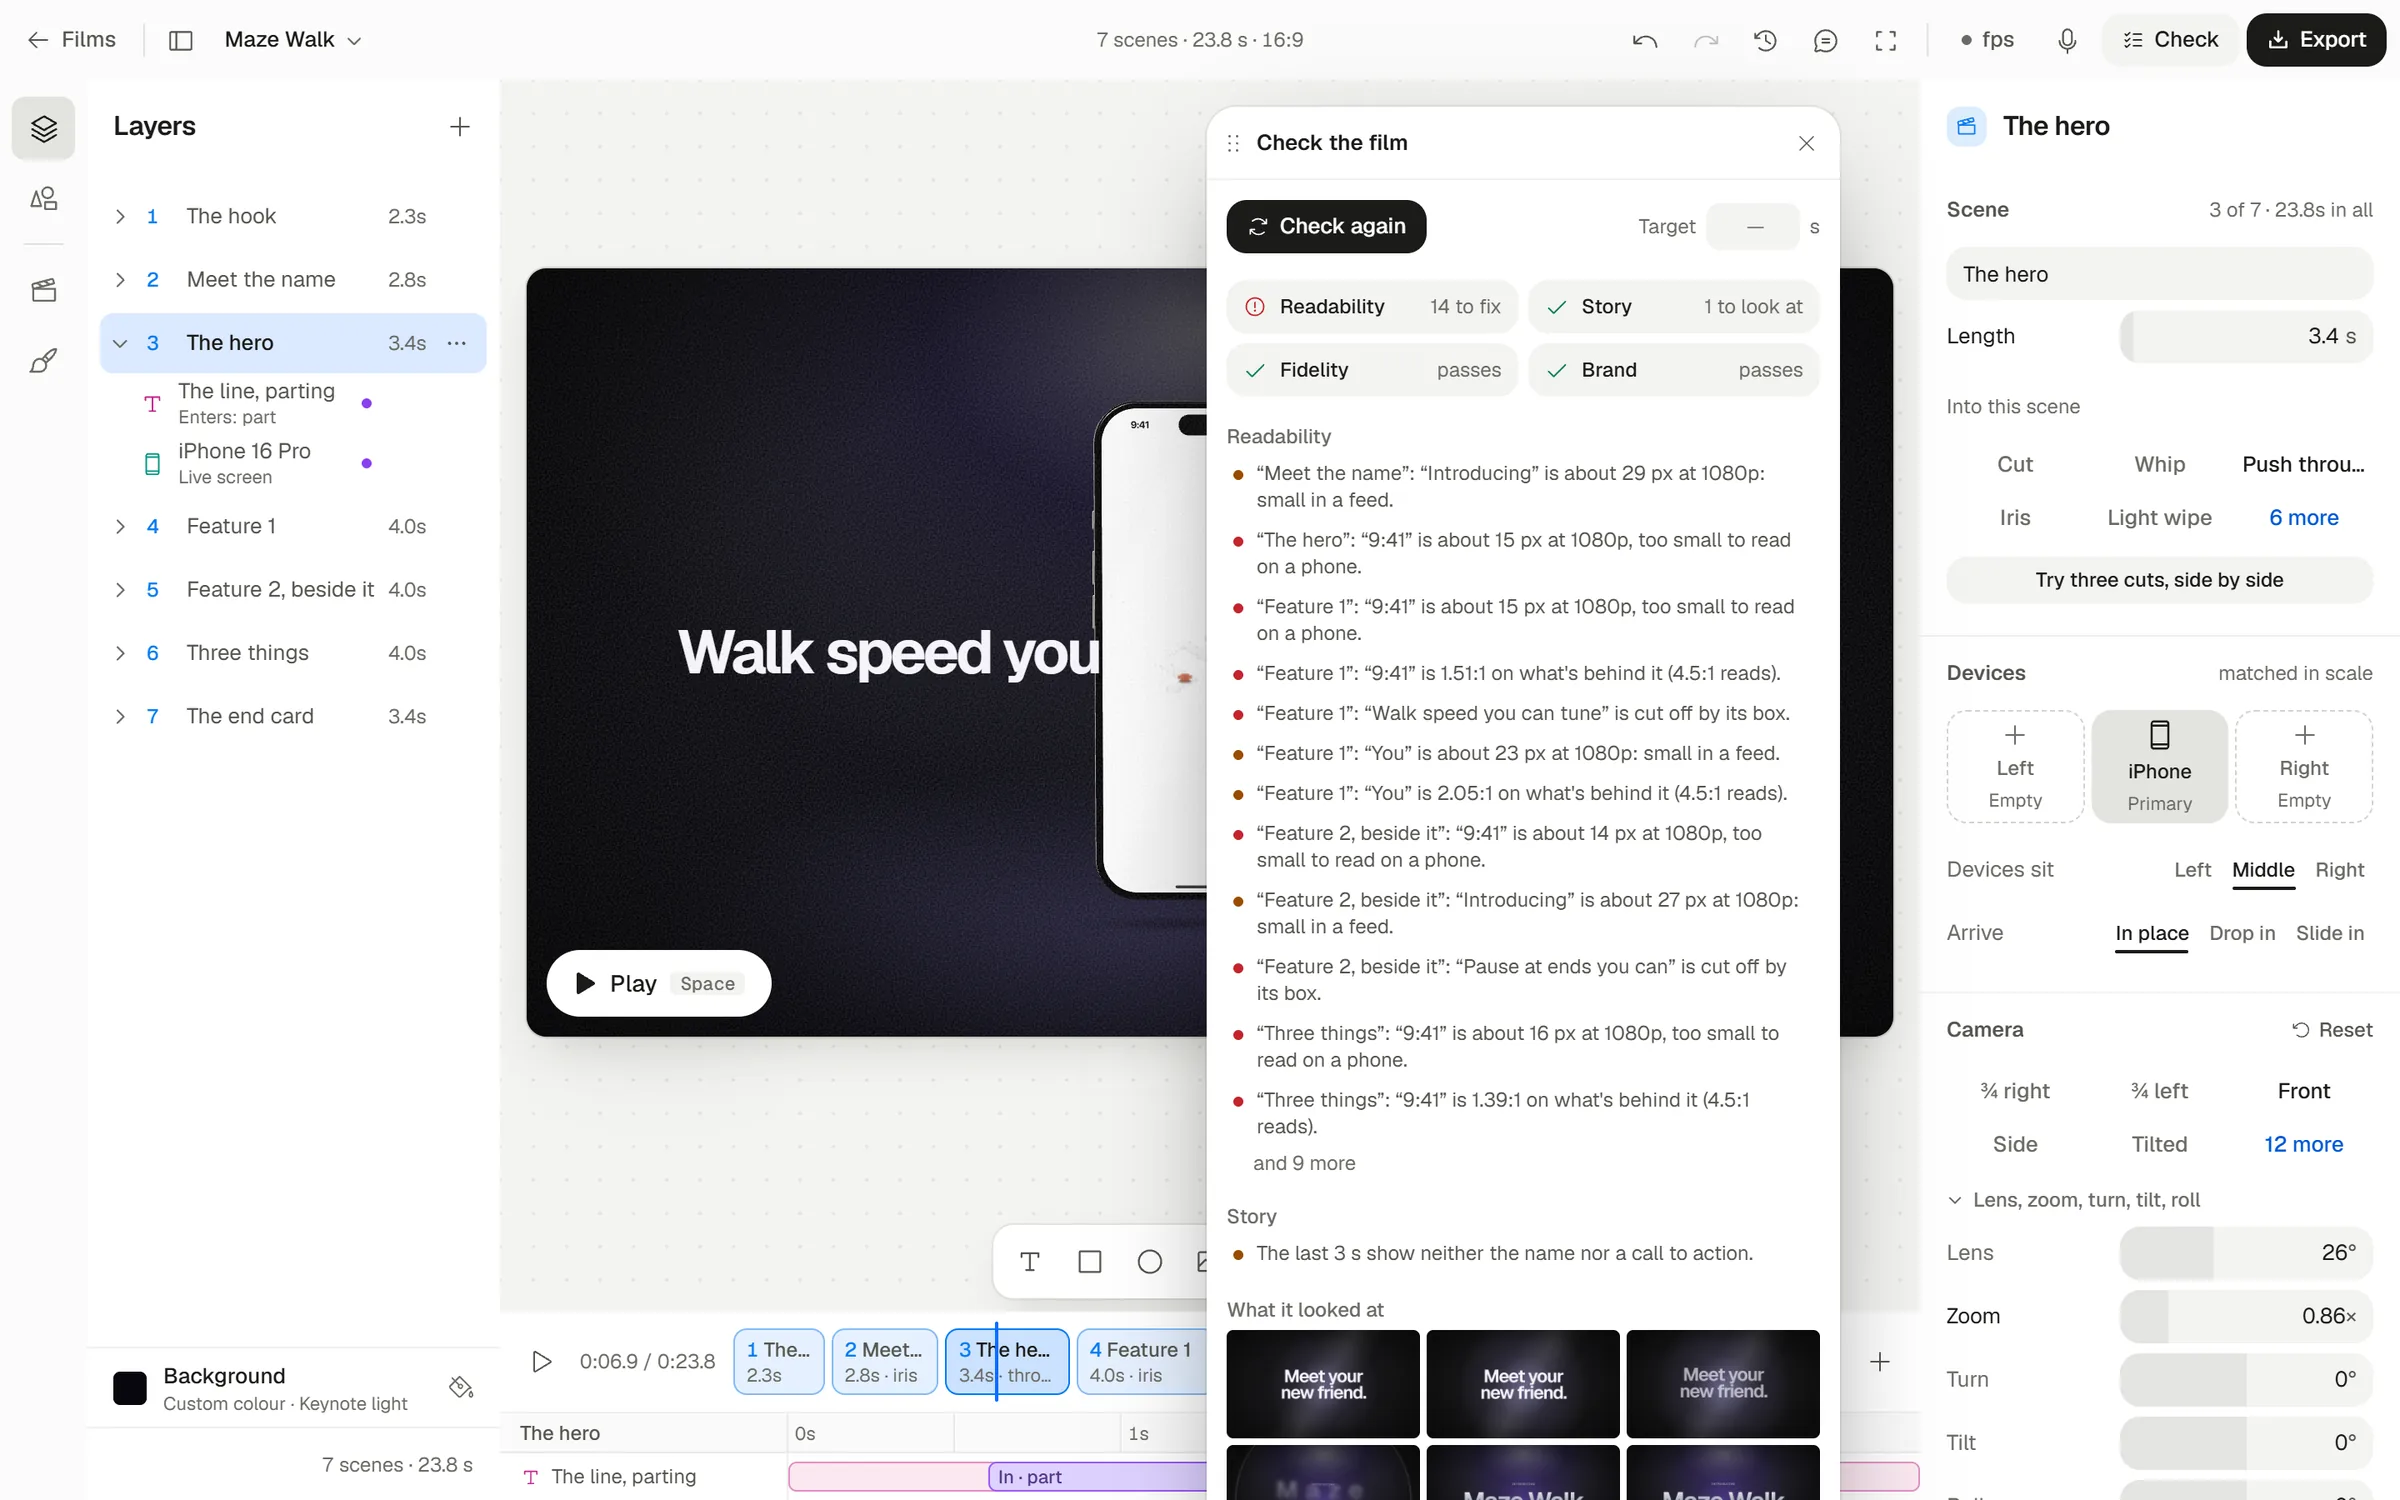 Films
Maze Walk
7 scenes · 23.8 s · 16:9
fps
Check
Export
Layers
1 The hook 2.3s
2 Meet the name 2.8s
3 The hero 3.4s
The line, parting
Enters: part
iPhone 16 Pro
Live screen
4 Feature 1 4.0s
5 Feature 2, beside it 4.0s
6 Three things 4.0s
7 The end card 3.4s
Background
Custom colour · Keynote light
7 scenes · 23.8 s
9:41
Walk speed you
Play Space
Check the film
Check again
Target — s
Readability 14 to fix
Story 1 to look at
Fidelity passes
Brand passes
Readability
“Meet the name”: “Introducing” is about 29 px at 1080p:
small in a feed.
“The hero”: “9:41” is about 15 px at 1080p, too small to read
on a phone.
“Feature 1”: “9:41” is about 15 px at 1080p, too small to read
on a phone.
“Feature 1”: “9:41” is 1.51:1 on what's behind it (4.5:1 reads).
“Feature 1”: “Walk speed you can tune” is cut off by its box.
“Feature 1”: “You” is about 23 px at 1080p: small in a feed.
“Feature 1”: “You” is 2.05:1 on what's behind it (4.5:1 reads).
“Feature 2, beside it”: “9:41” is about 14 px at 1080p, too
small to read on a phone.
“Feature 2, beside it”: “Introducing” is about 27 px at 1080p:
small in a feed.
“Feature 2, beside it”: “Pause at ends you can” is cut off by
its box.
“Three things”: “9:41” is about 16 px at 1080p, too small to
read on a phone.
“Three things”: “9:41” is 1.39:1 on what's behind it (4.5:1
reads).
and 9 more
Story
The last 3 s show neither the name nor a call to action.
What it looked at
Meet your
new friend.
Meet your
new friend.
Meet your
new friend.
Maze
Maze Walk
Maze Walk
0:06.9 / 0:23.8
1 The...
2.3s
2 Meet...
2.8s · iris
3 The he...
3.4s · thro...
4 Feature 1
4.0s · iris
The hero
0s
1s
The line, parting
In · part
The hero
Scene 3 of 7 · 23.8s in all
The hero
Length 3.4 s
Into this scene
Cut Whip Push throu...
Iris Light wipe 6 more
Try three cuts, side by side
Devices matched in scale
Left
Empty
iPhone
Primary
Right
Empty
Devices sit Left Middle Right
Arrive In place Drop in Slide in
Camera Reset
¾ right ¾ left Front
Side Tilted 12 more
Lens, zoom, turn, tilt, roll
Lens 26°
Zoom 0.86×
Turn 0°
Tilt 0°